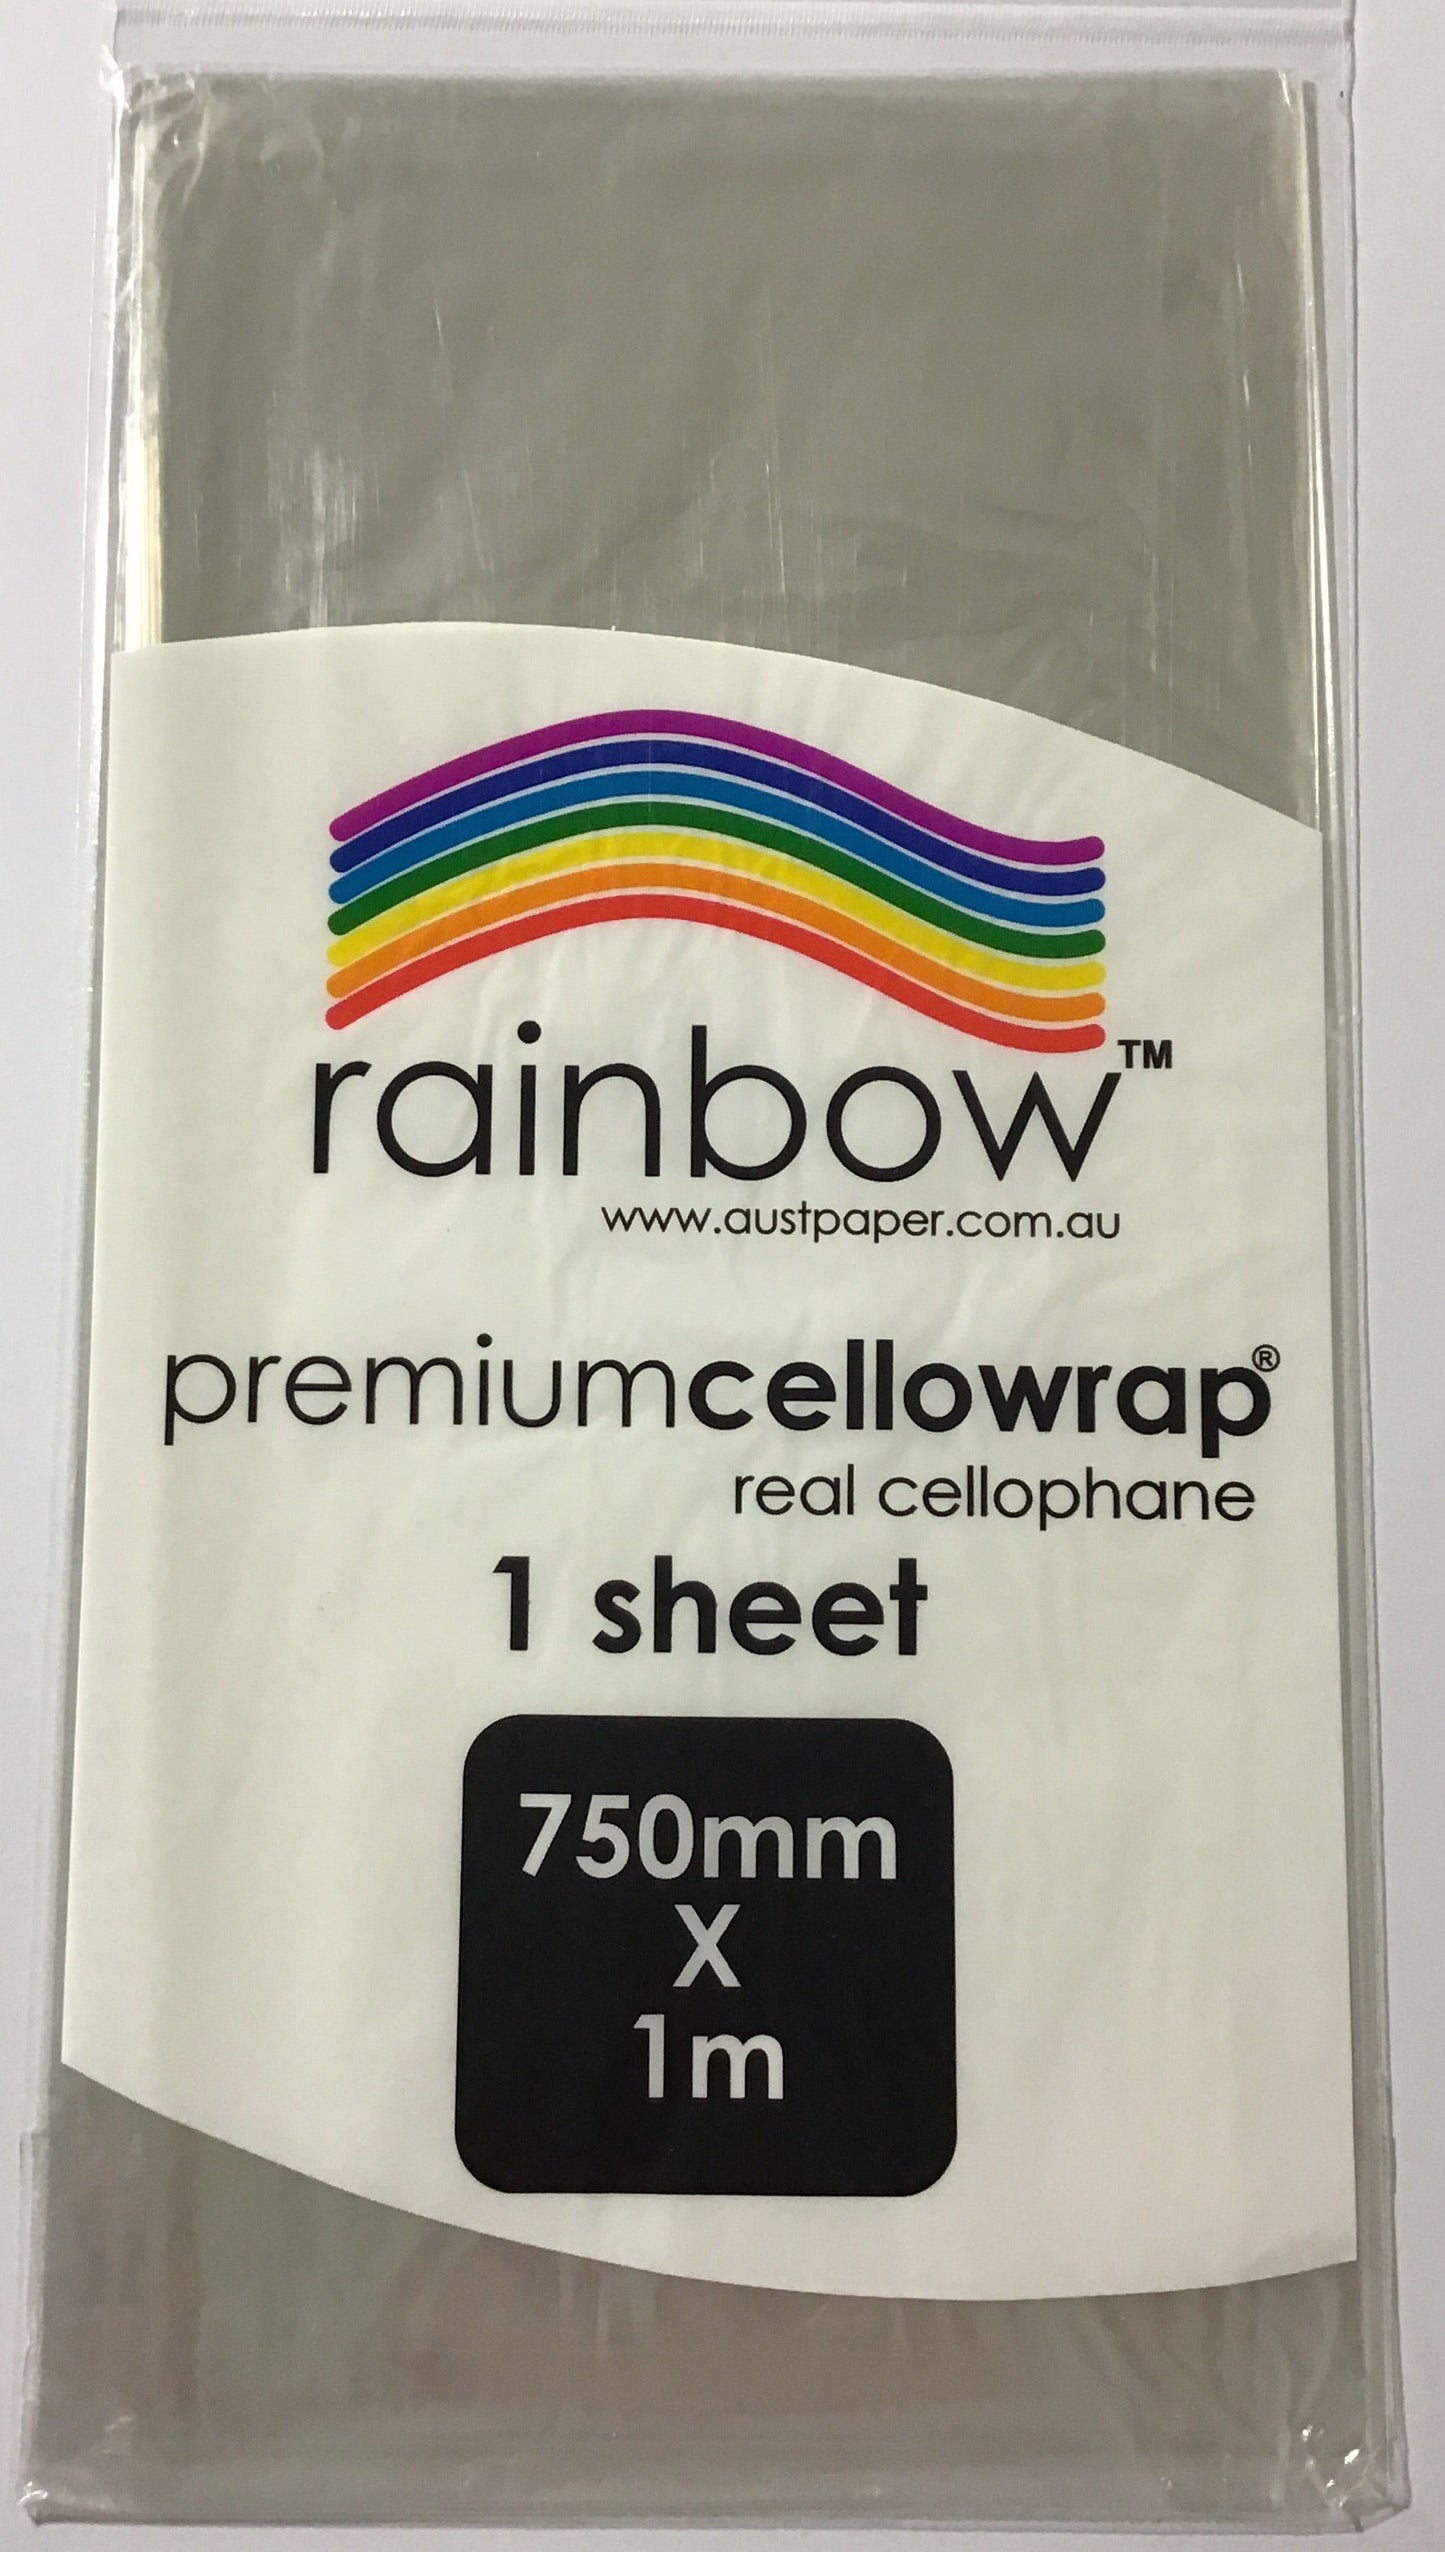 rainbow™
www.austpaper.com.au
premiumcellowrap®
real cellophane
1 sheet
750mm
X
1m